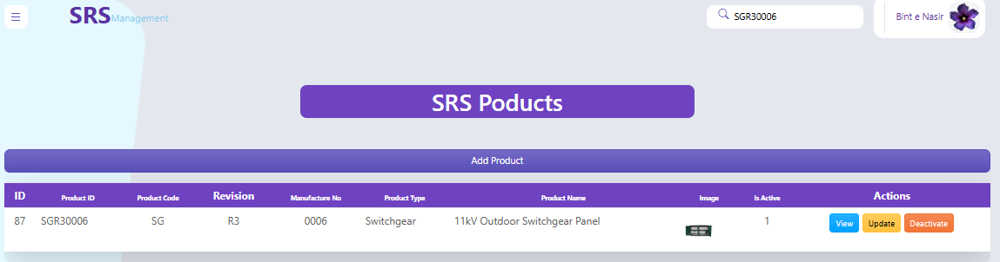 SRSManagement
SGR30006
Bint e Nasir
SRS Poducts
Add Product
ID Product ID Product Code Revision Manufacture No Product Type Product Name Image Is Active Actions
87 SGR30006 SG R3 0006 Switchgear 11kV Outdoor Switchgear Panel 1 View Update Deactivate